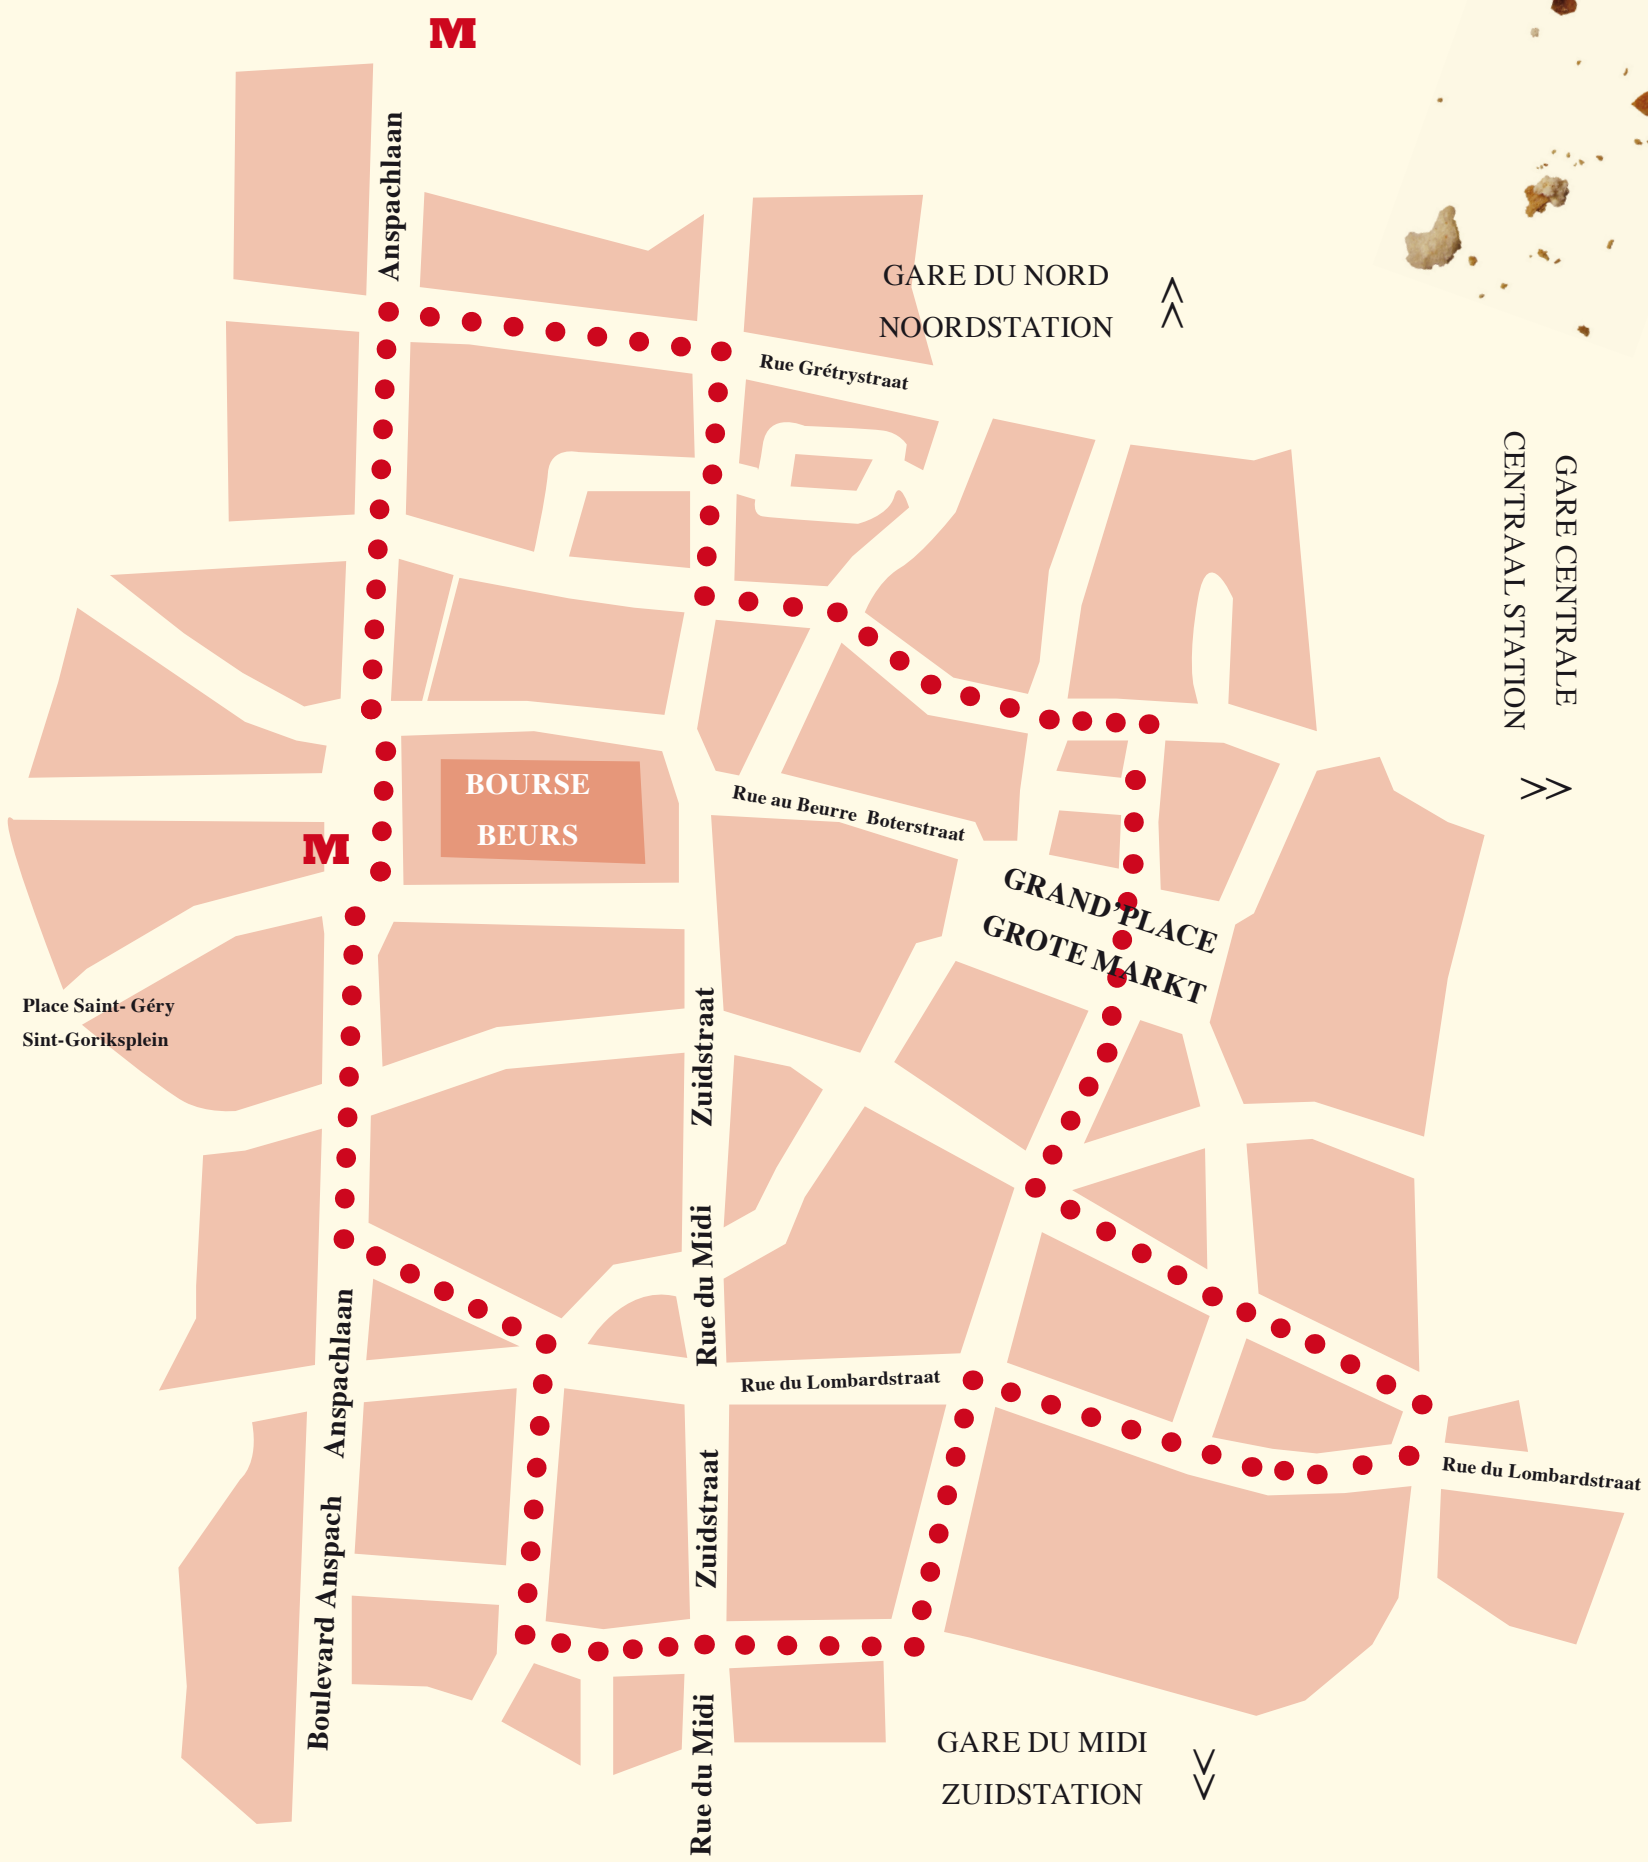 M
Anspachlaan
GARE DU NORD
NOORDSTATION
Rue Grétrystraat
GARE CENTRALE
CENTRAAL STATION
>>
>>
BOURSE
BEURS
Rue au Beurre Boterstraat
M
GRAND'PLACE
GROTE MARKT
Place Saint- Géry
Sint-Goriksplein
Zuidstraat
Rue du Midi
Anspachlaan
Rue du Lombardstraat
Rue du Lombardstraat
Zuidstraat
Boulevard Anspach
Rue du Midi
GARE DU MIDI
ZUIDSTATION
>>